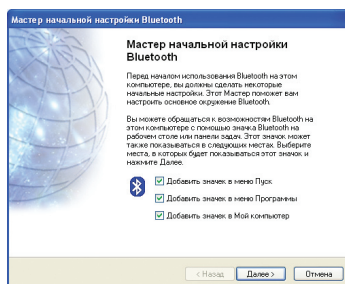 Мастер начальной настройки Bluetooth
Мастер начальной настройки
Bluetooth
Перед началом использования Bluetooth на этом
компьютере, вы должны сделать некоторые
начальные настройки. Этот Мастер поможет вам
настроить основное окружение Bluetooth.
Вы можете обращаться к возможностям Bluetooth на
этом компьютере с помощью значка Bluetooth на
рабочем столе или панели задач. Этот значок может
также показываться в следующих местах. Выберите
места, в которых будет показываться этот значок и
нажмите Далее.
Добавить значек в меню Пуск
Добавить значек в меню Программы
Добавить значек в Мой компьютер
< Назад Далее > Отмена